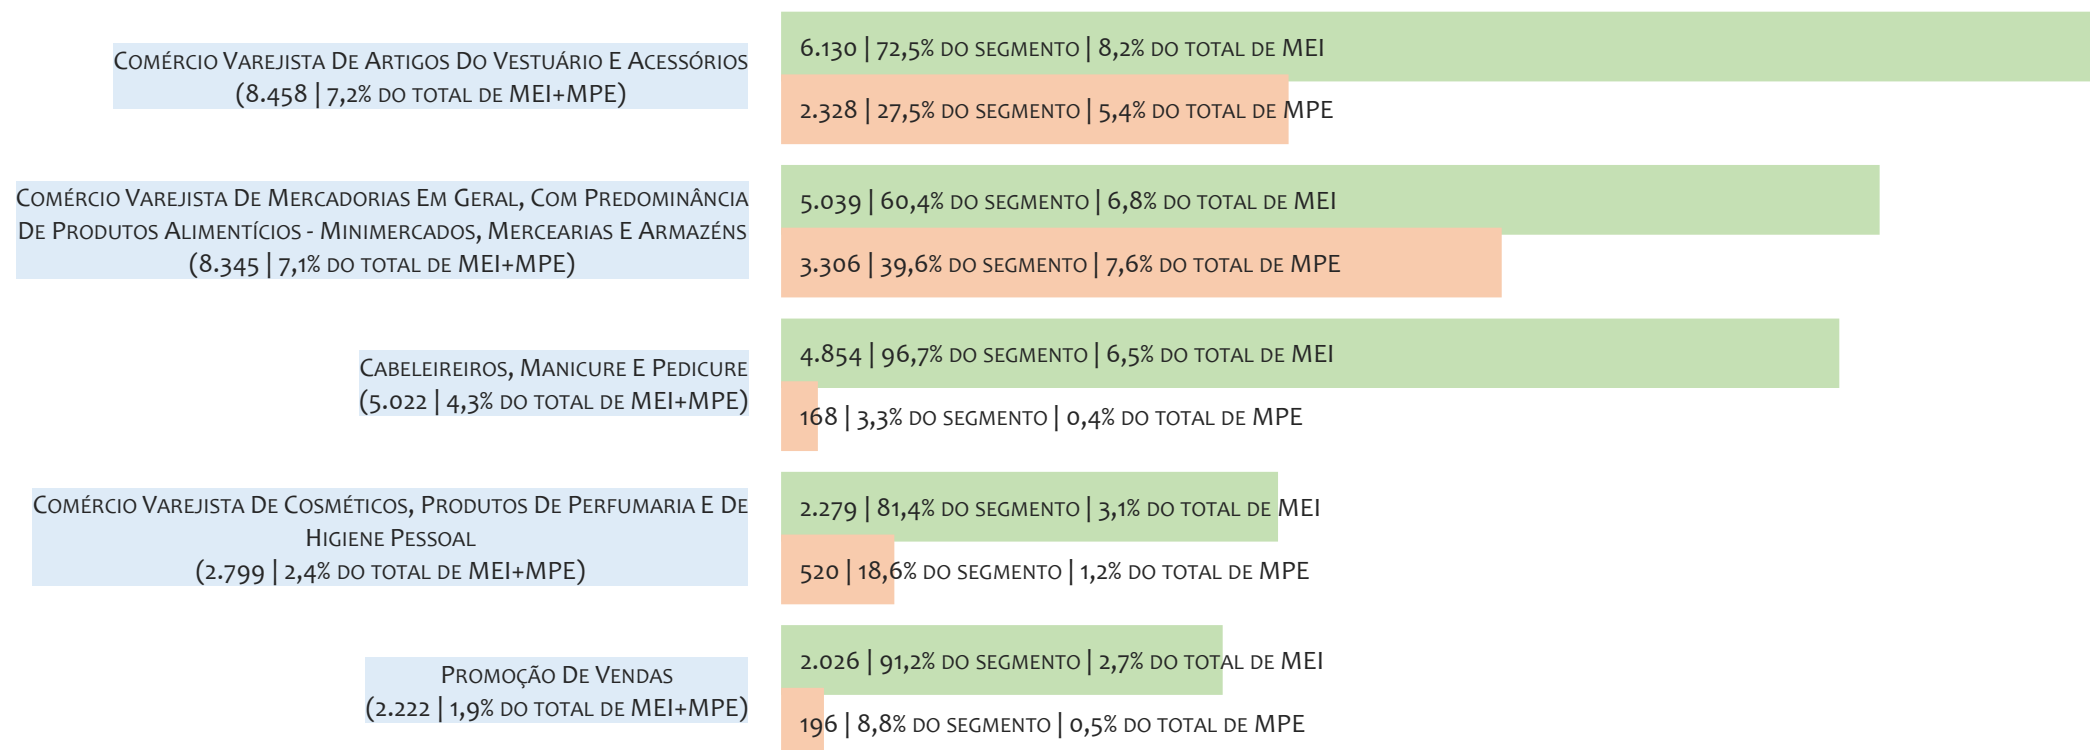 Comércio Varejista De Artigos Do Vestuário E Acessórios
(8.458 | 7,2% do total de MEI+MPE)
6.130 | 72,5% do segmento | 8,2% do total de MEI
2.328 | 27,5% do segmento | 5,4% do total de MPE
Comércio Varejista De Mercadorias Em Geral, Com Predominância
De Produtos Alimentícios - Minimercados, Mercearias E Armazéns
(8.345 | 7,1% do total de MEI+MPE)
5.039 | 60,4% do segmento | 6,8% do total de MEI
3.306 | 39,6% do segmento | 7,6% do total de MPE
Cabeleireiros, Manicure E Pedicure
(5.022 | 4,3% do total de MEI+MPE)
4.854 | 96,7% do segmento | 6,5% do total de MEI
168 | 3,3% do segmento | 0,4% do total de MPE
Comércio Varejista De Cosméticos, Produtos De Perfumaria E De
Higiene Pessoal
(2.799 | 2,4% do total de MEI+MPE)
2.279 | 81,4% do segmento | 3,1% do total de MEI
520 | 18,6% do segmento | 1,2% do total de MPE
Promoção De Vendas
(2.222 | 1,9% do total de MEI+MPE)
2.026 | 91,2% do segmento | 2,7% do total de MEI
196 | 8,8% do segmento | 0,5% do total de MPE